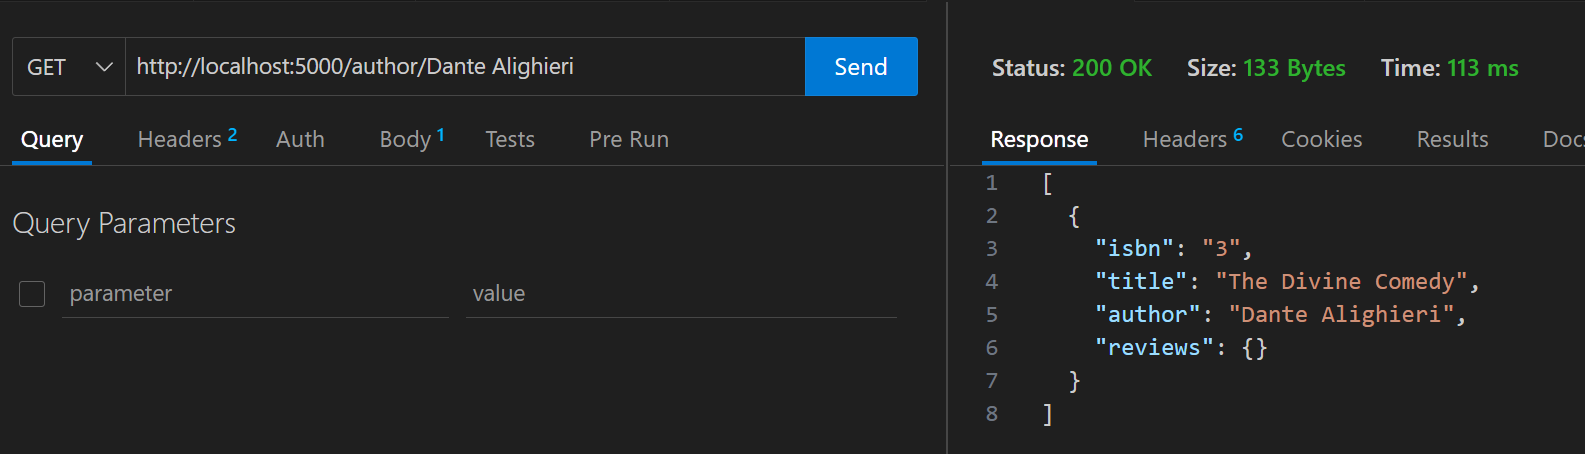 GET http://localhost:5000/author/Dante Alighieri Send
Query Headers 2 Auth Body 1 Tests Pre Run
Query Parameters
parameter value
Status: 200 OK Size: 133 Bytes Time: 113 ms
Response Headers 6 Cookies Results Docs
1 [
2 {
3 "isbn": "3",
4 "title": "The Divine Comedy",
5 "author": "Dante Alighieri",
6 "reviews": {}
7 }
8 ]